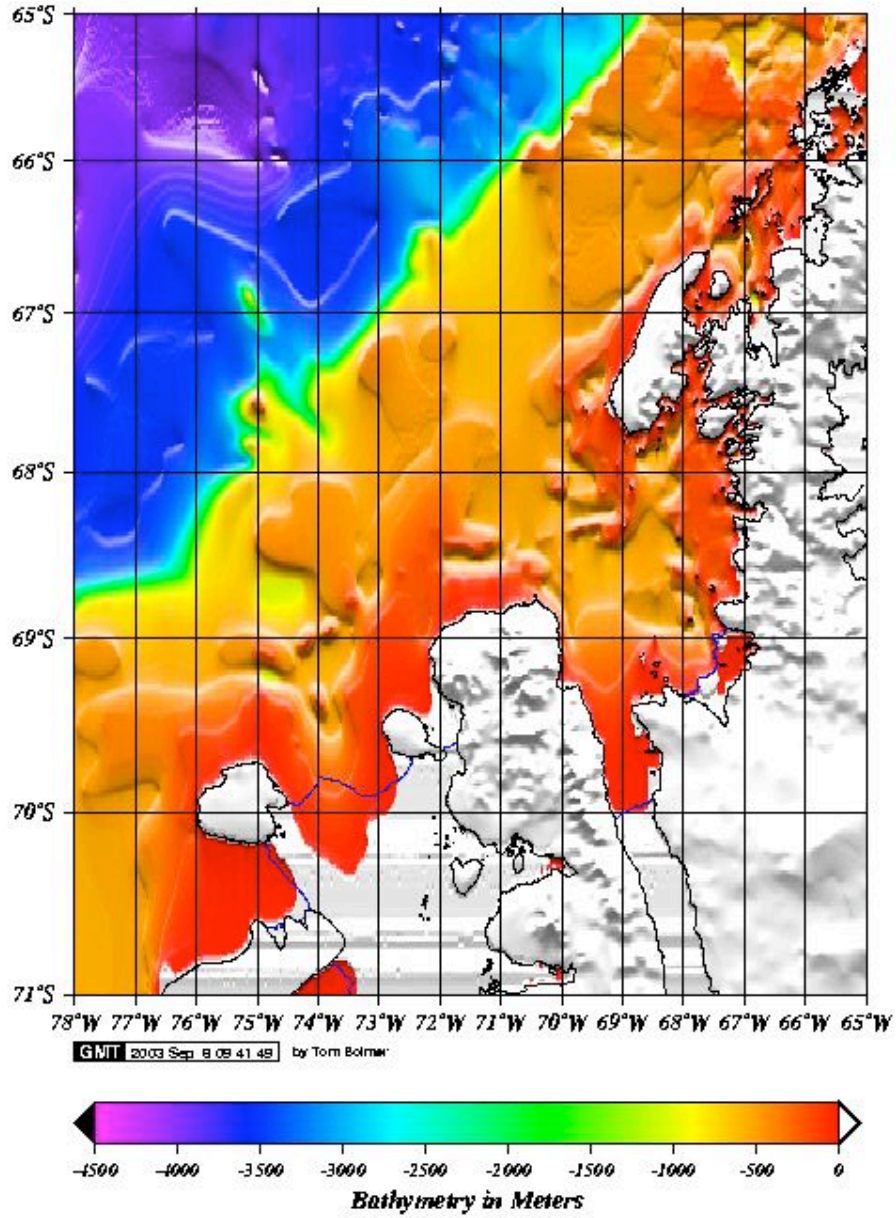 65°S
66°S
67°S
68°S
69°S
70°S
71°S
78°W 77°W 76°W 75°W 74°W 73°W 72°W 71°W 70°W 69°W 68°W 67°W 66°W 65°W
GMT 2003 Sep 8 09 41 49 by Tom Bolmer
-4500 -4000 -3500 -3000 -2500 -2000 -1500 -1000 -500 0
Bathymetry in Meters